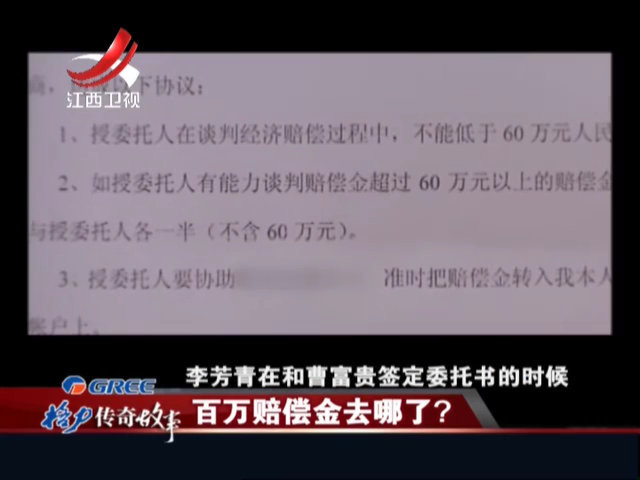 江西卫视
以下协议：
1、授委托人在谈判经济赔偿过程中，不能低于60万元人民
2、如授委托人有能力谈判赔偿金超过60万元以上的赔偿金
与授委托人各一半（不含60万元）。
3、授委托人要协助 准时把赔偿金转入我本人
账户上。
李芳青在和曹富贵签定委托书的时候
GREE
格力传奇故事
百万赔偿金去哪了？